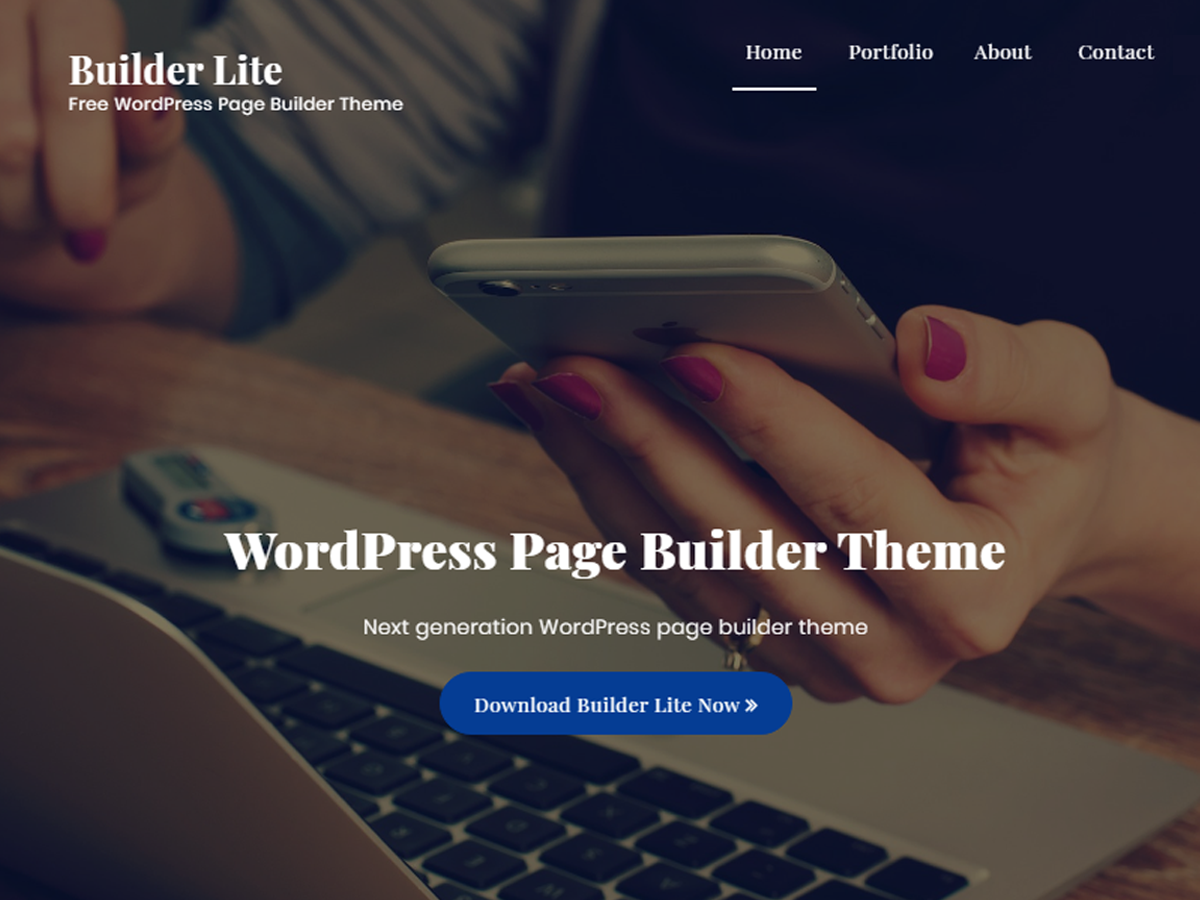 Builder Lite
Free WordPress Page Builder Theme
Home Portfolio About Contact
WordPress Page Builder Theme
Next generation WordPress page builder theme
Download Builder Lite Now »